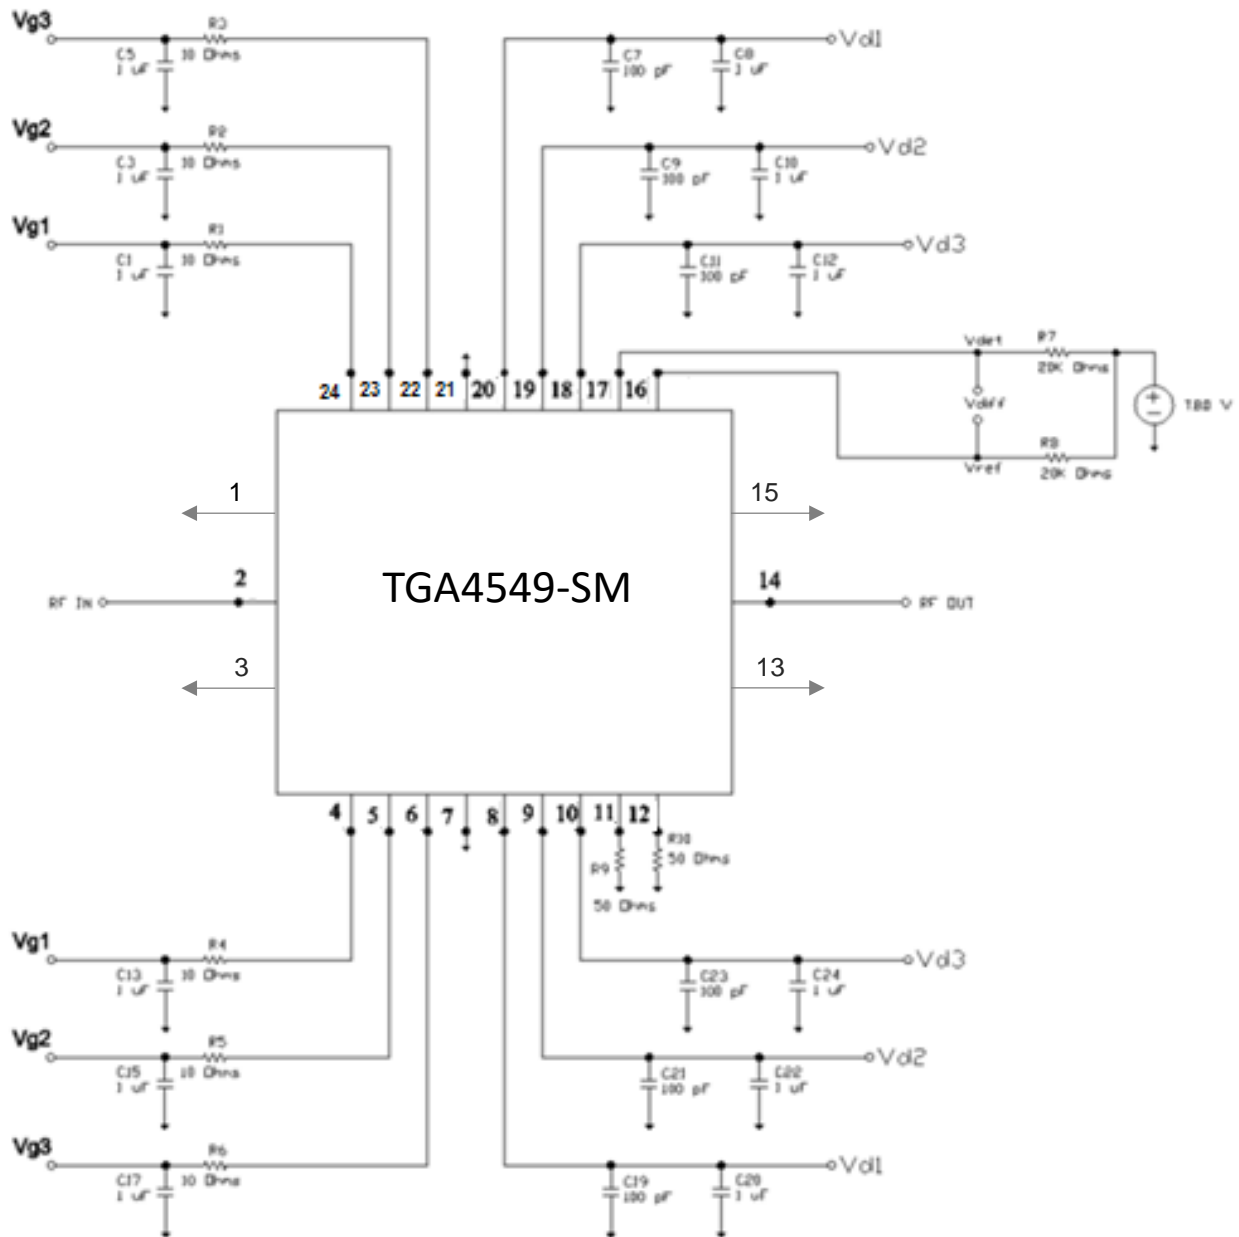 Vg3
R3
C5
1 uF
10 Ohms
C7
100 pF
C8
1 uF
Vd1
Vg2
R2
C3
1 uF
10 Ohms
C9
100 pF
C10
1 uF
Vd2
Vg1
R1
C1
1 uF
10 Ohms
C11
100 pF
C12
1 uF
Vd3
Vdet
R7
20K Ohms
Vdiff
Vref
R8
20K Ohms
24 23 22 21 20 19 18 17 16
1
15
TGA4549-SM
RF IN
2
14
RF OUT
3
13
4 5 6 7 8 9 10 11 12
R9
50 Ohms
R10
50 Ohms
Vg1
R4
C13
1 uF
10 Ohms
C23
100 pF
C24
1 uF
Vd3
Vg2
R5
C15
1 uF
10 Ohms
C21
100 pF
C22
1 uF
Vd2
Vg3
R6
C17
1 uF
10 Ohms
C19
100 pF
C20
1 uF
Vd1